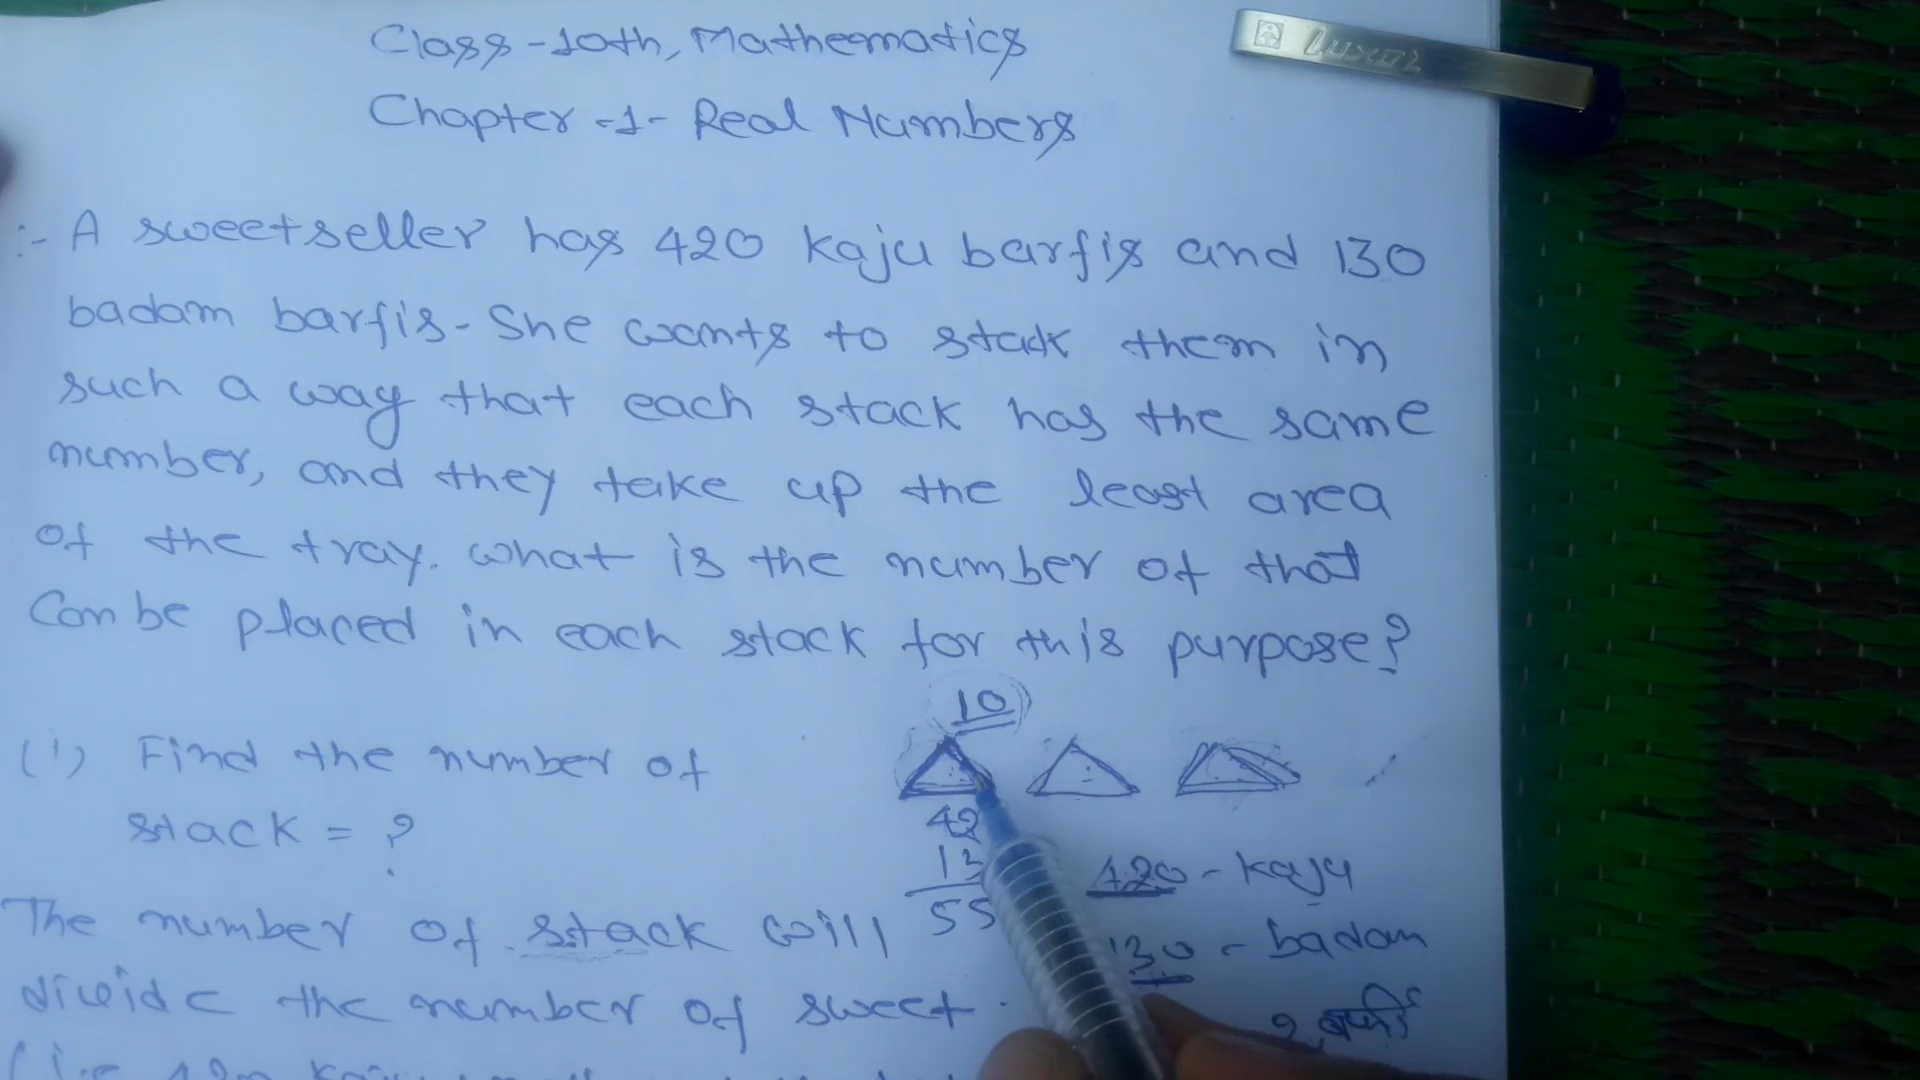 Class-10th, Mathematics
Chapter-1- Real Numbers
:- A sweetseller has 420 kaju barfis and 130
badam barfis- She wants to stack them in
such a way that each stack has the same
number, and they take up the least area
of the tray. what is the number of that
Can be placed in each stack for this purpose?
10
(i) Find the number of
stack = ?
42
13
55
420 - kaju
130 - badam
The number of stack will
divide the number of sweet
Luxor